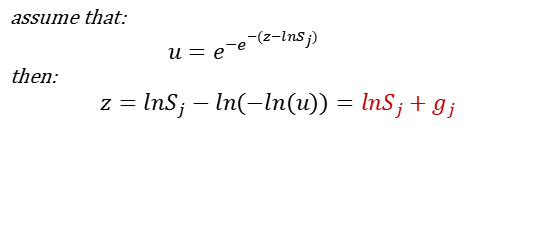 assume that:
u = e^{-e^{-(z-lnS_j)}}
then:
z = lnS_j − ln(−ln(u)) = lnS_j + g_j